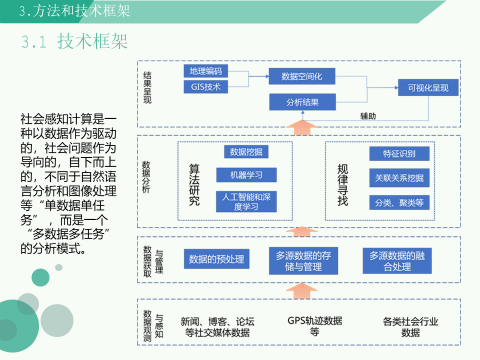 3.方法和技术框架
3.1 技术框架
社会感知计算是一
种以数据作为驱动
的，社会问题作为
导向的，自下而上
的，不同于自然语
言分析和图像处理
等“单数据单任
务”，而是一个
“多数据多任务”
的分析模式。
结果呈现
地理编码
GIS技术
数据空间化
分析结果
可视化呈现
辅助
数据分析
算法研究
数据挖掘
机器学习
人工智能和深
度学习
规律寻找
特征识别
关联关系挖掘
分类、聚类等
数据获取
与管理
数据的预处理
多源数据的存
储与管理
多源数据的融
合处理
数据观测
与感知
新闻、博客、论坛
等社交媒体数据
GPS轨迹数据
等
各类社会行业
数据